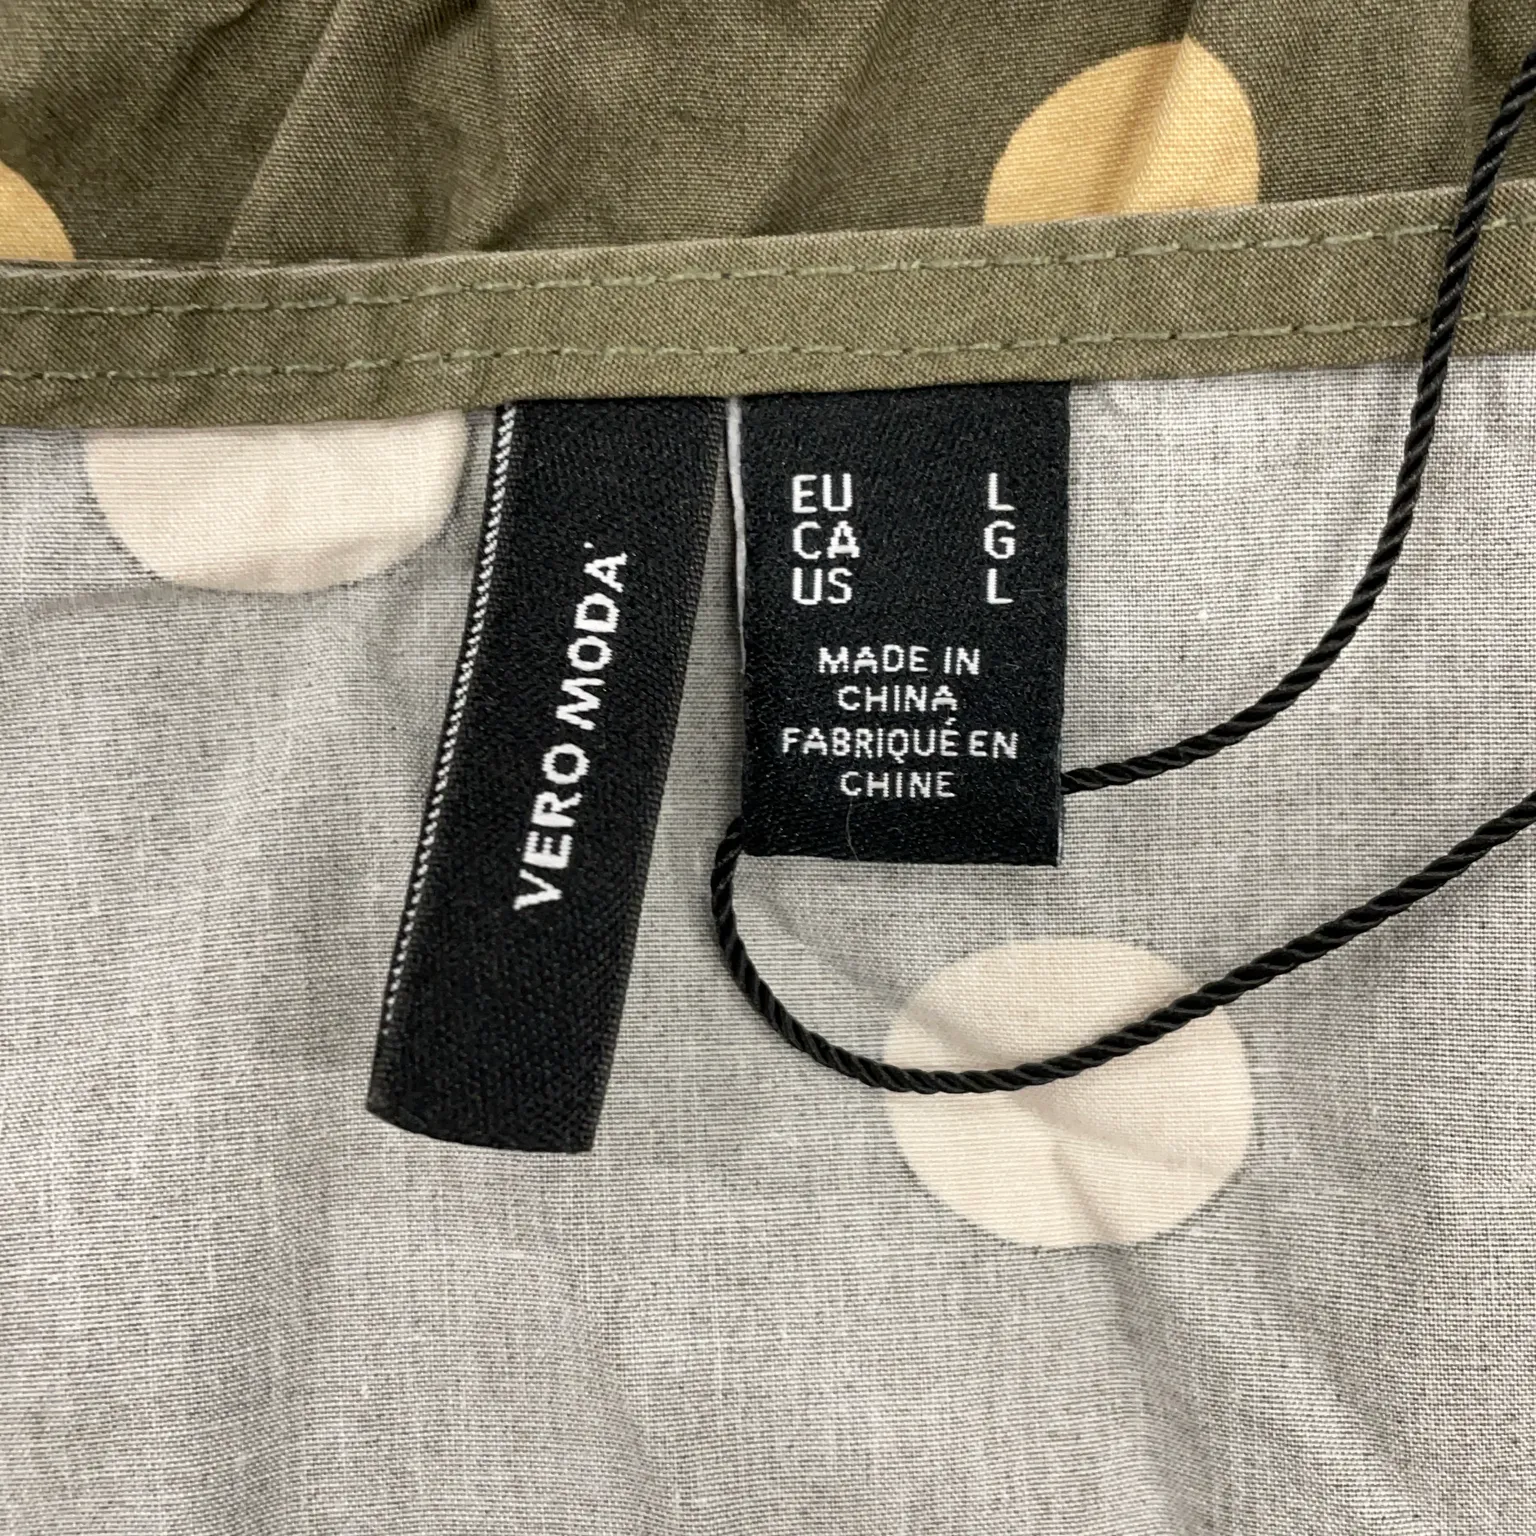 VERO MODA
EU L
CA G
US L
MADE IN
CHINA
FABRIQUÉ EN
CHINE